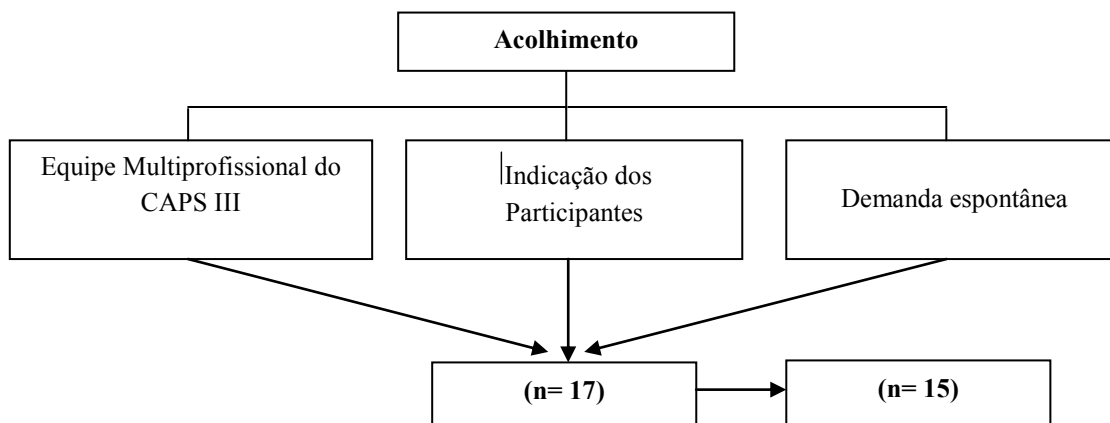 Acolhimento
Equipe Multiprofissional do
CAPS III
Indicação dos
Participantes
Demanda espontânea
(n= 17)
(n= 15)